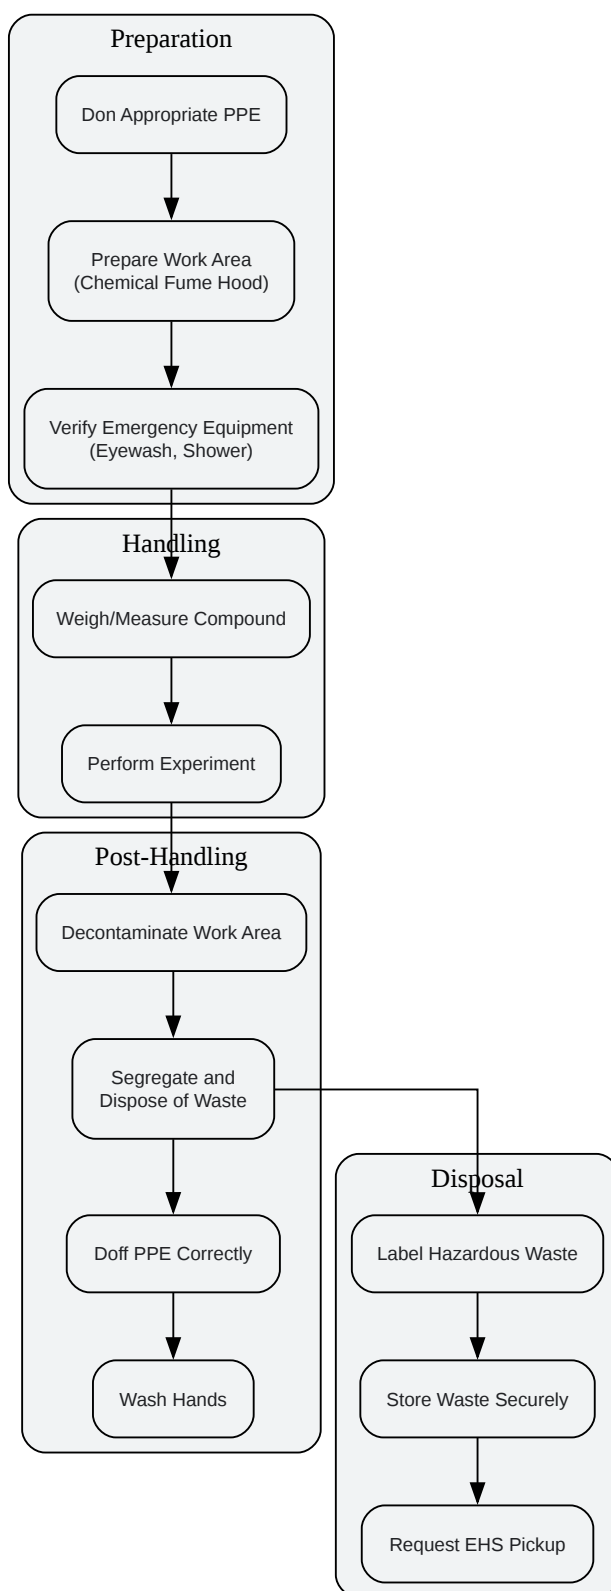 Preparation
Don Appropriate PPE
Prepare Work Area
(Chemical Fume Hood)
Verify Emergency Equipment
(Eyewash, Shower)
Handling
Weigh/Measure Compound
Perform Experiment
Post-Handling
Decontaminate Work Area
Segregate and
Dispose of Waste
Doff PPE Correctly
Wash Hands
Disposal
Label Hazardous Waste
Store Waste Securely
Request EHS Pickup